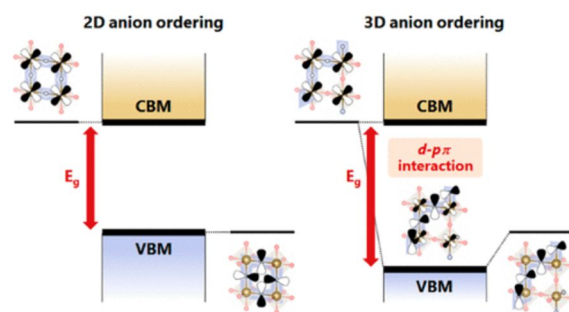 2D anion ordering
CBM
Eg
VBM
3D anion ordering
CBM
d-pπ
interaction
Eg
VBM